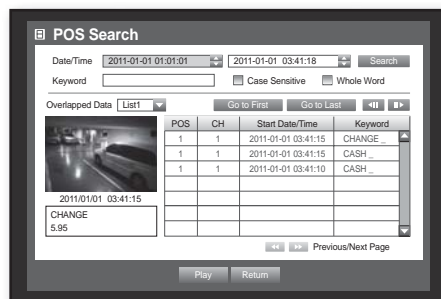 POS Search
Date/Time 2011-01-01 01:01:01 2011-01-01 03:41:18 Search
Keyword Case Sensitive Whole Word
Overlapped Data List1 Go to First Go to Last
POS CH Start Date/Time Keyword
1 1 2011-01-01 03:41:15 CHANGE _
1 1 2011-01-01 03:41:15 CASH _
1 1 2011-01-01 03:41:10 CASH _
2011/01/01 03:41:15
CHANGE
5.95
Previous/Next Page
Play Return